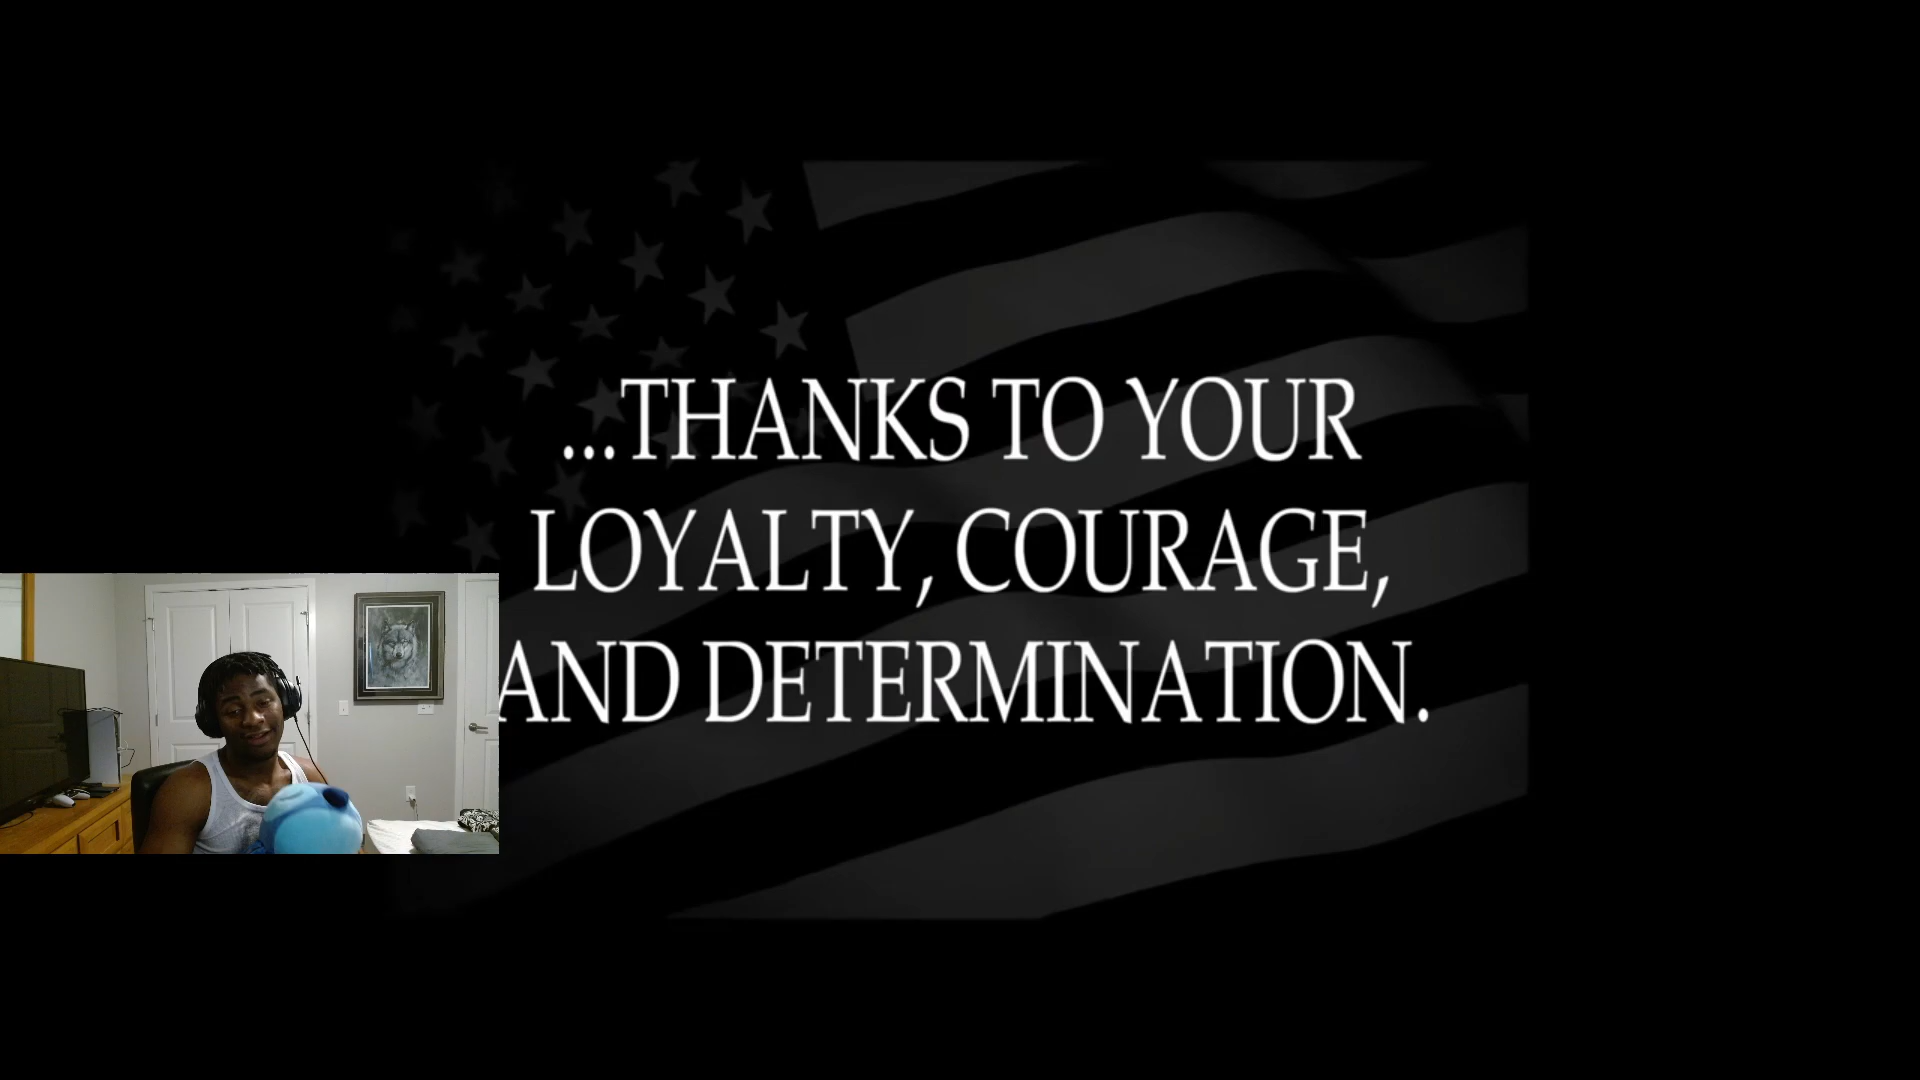 ...THANKS TO YOUR
LOYALTY, COURAGE,
AND DETERMINATION.